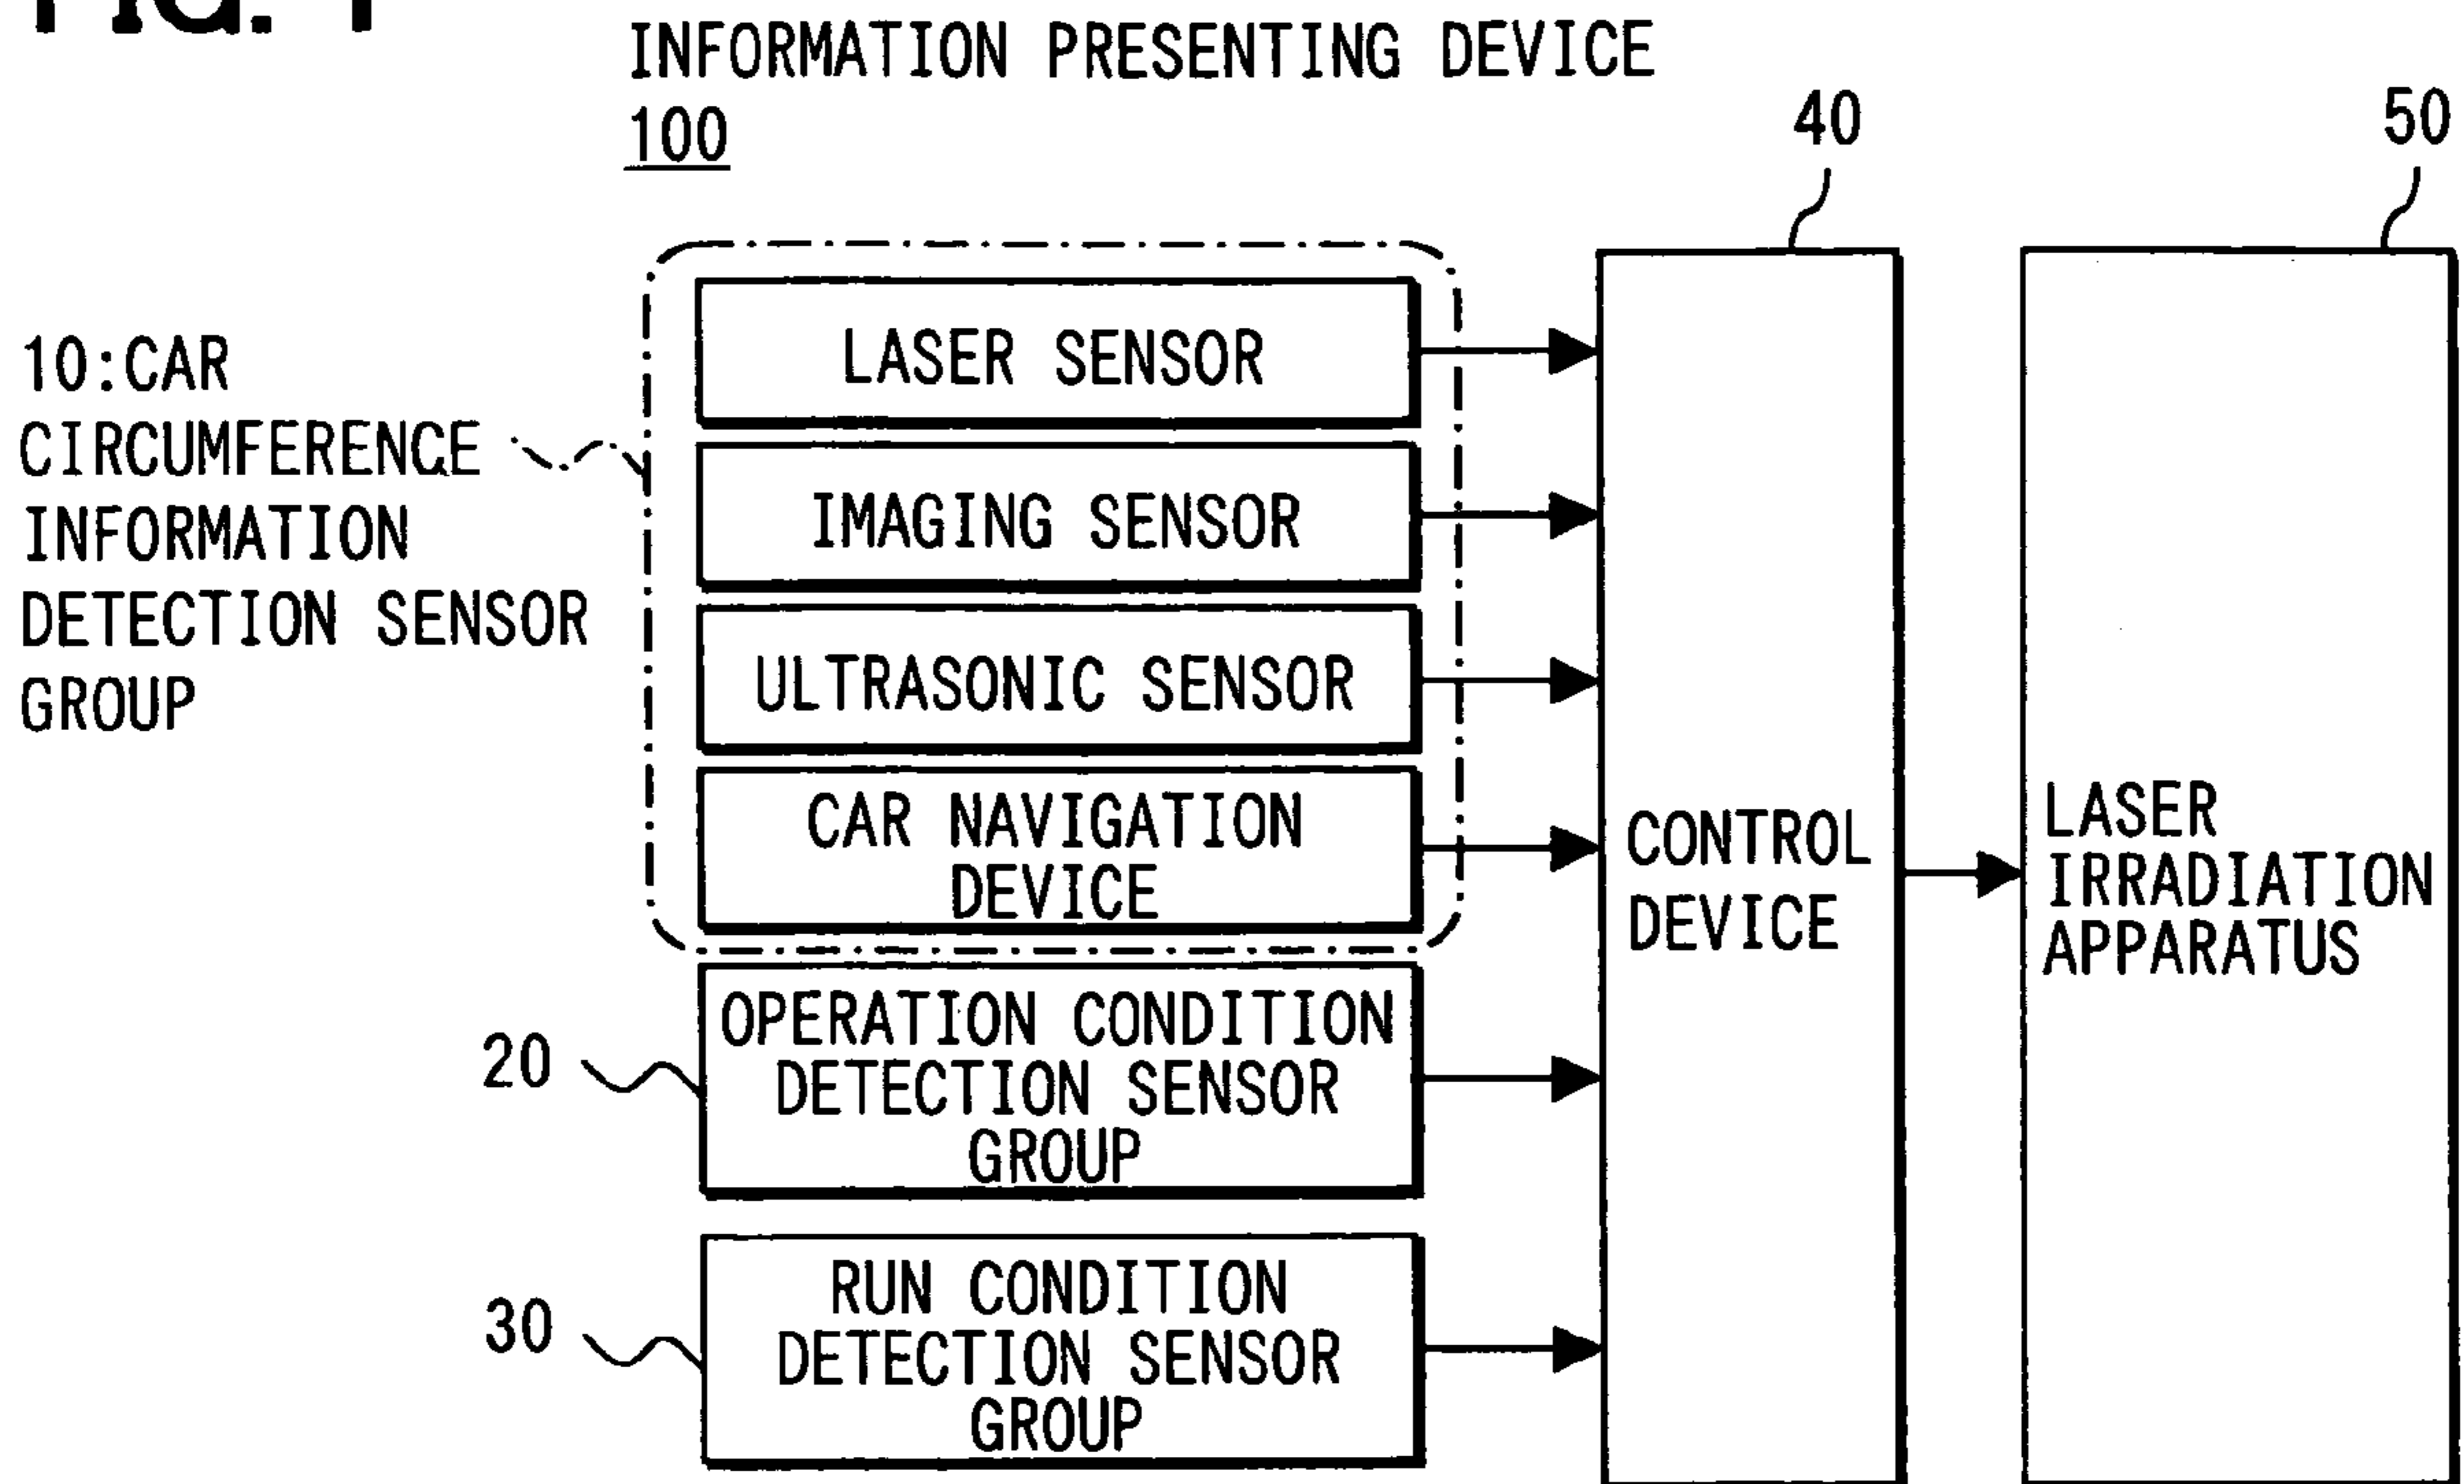 FIG. 1
INFORMATION PRESENTING DEVICE
100
40
50
10:CAR
CIRCUMFERENCE
INFORMATION
DETECTION SENSOR
GROUP
LASER SENSOR
IMAGING SENSOR
ULTRASONIC SENSOR
CAR NAVIGATION
DEVICE
20
OPERATION CONDITION
DETECTION SENSOR
GROUP
30
RUN CONDITION
DETECTION SENSOR
GROUP
CONTROL
DEVICE
LASER
IRRADIATION
APPARATUS